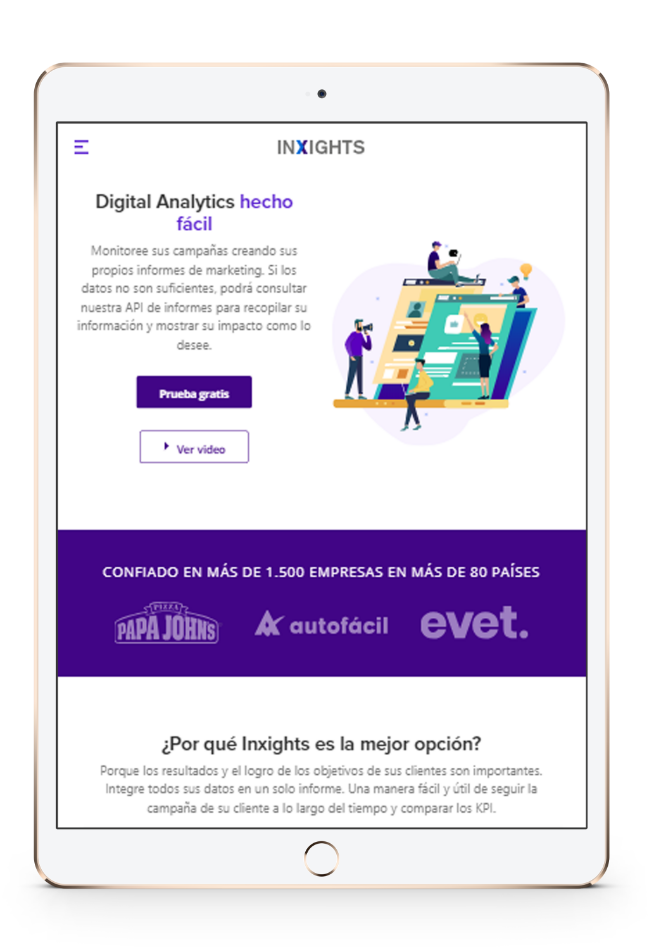 INXIGHTS
Digital Analytics hecho
fácil
Monitoree sus campañas creando sus
propios informes de marketing. Si los
datos no son suficientes, podrá consultar
nuestra API de informes para recopilar su
información y mostrar su impacto como lo
desee.
Prueba gratis
Ver video
CONFIADO EN MÁS DE 1.500 EMPRESAS EN MÁS DE 80 PAÍSES
PIZZA
PAPA JOHNS
autofácil
evet.
¿Por qué Inxights es la mejor opción?
Porque los resultados y el logro de los objetivos de sus clientes son importantes.
Integre todos sus datos en un solo informe. Una manera fácil y útil de seguir la
campaña de su cliente a lo largo del tiempo y comparar los KPI.